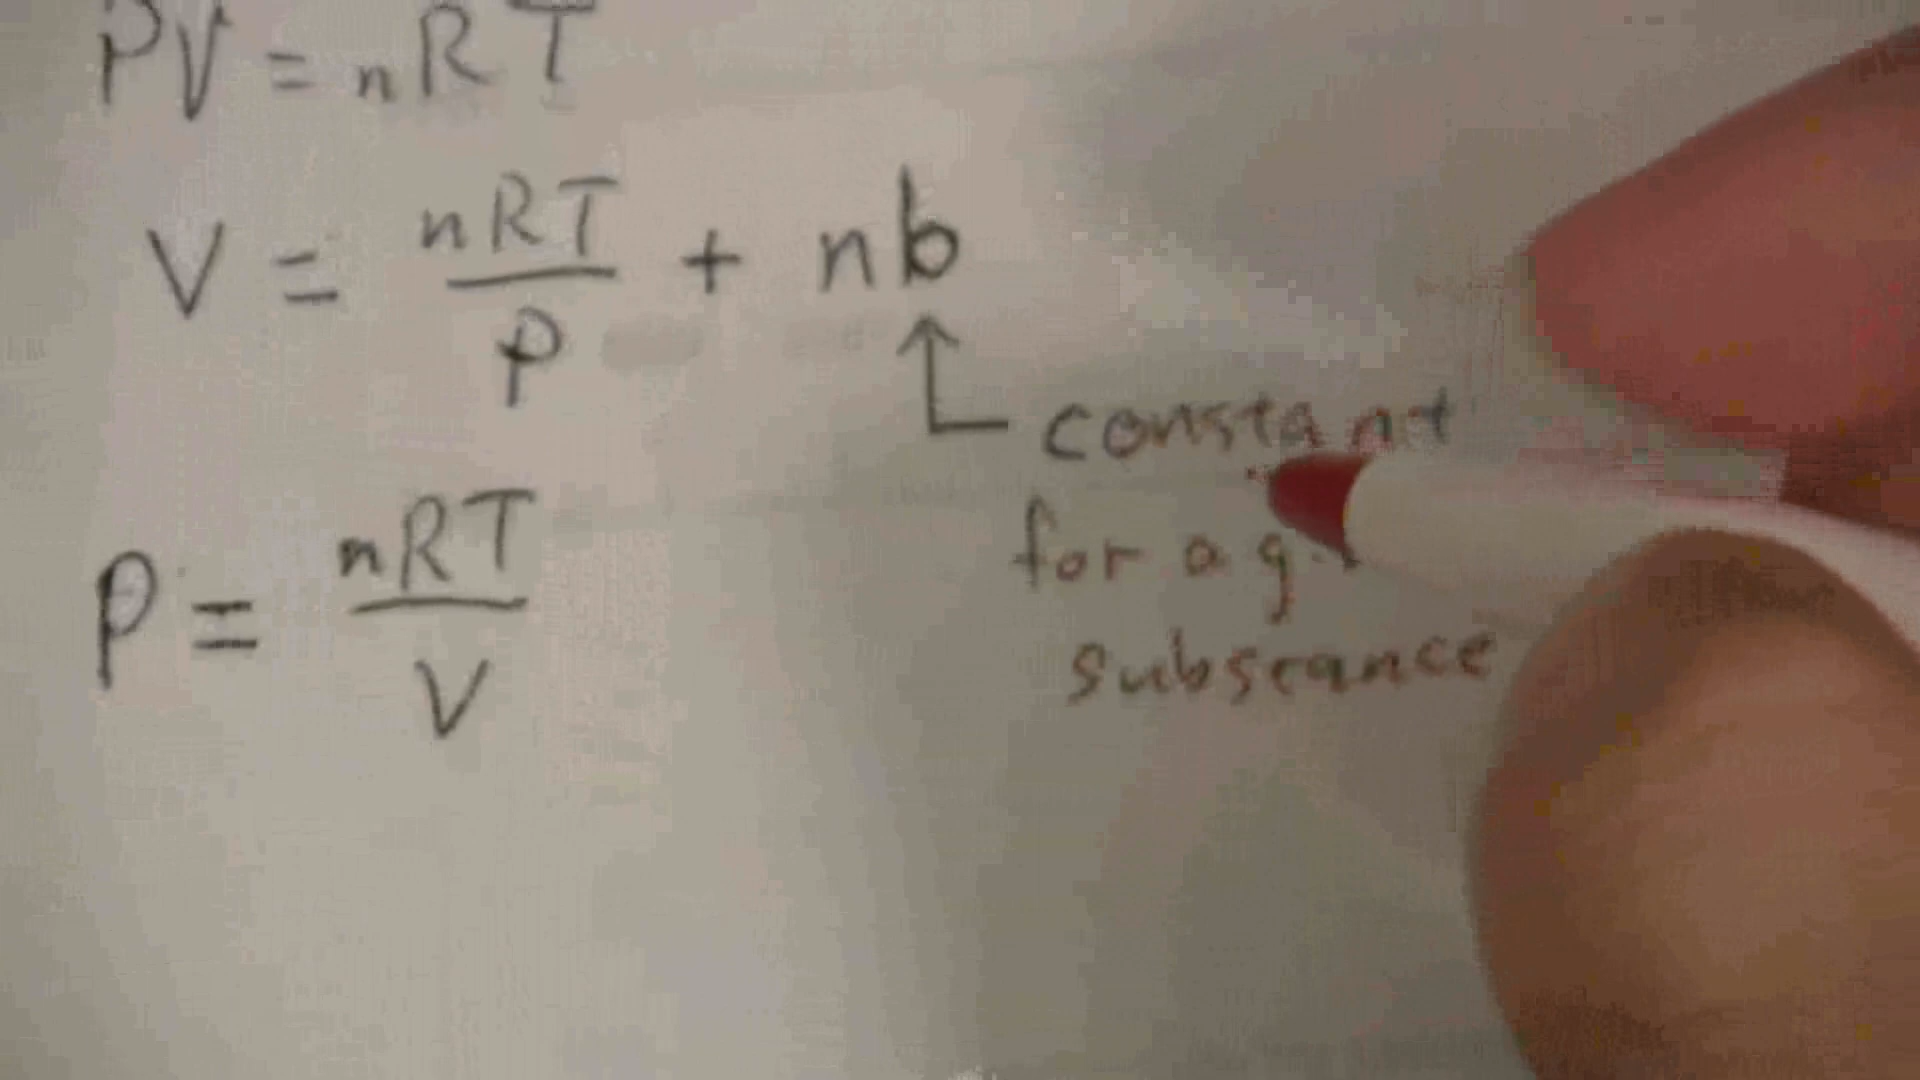 PV = nRT
V = nRT/P + nb
constant
for a
substance
P = nRT/V